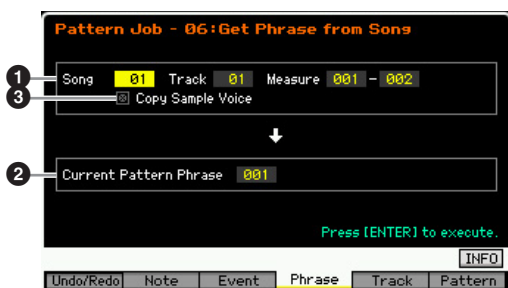 Pattern Job - 06:Get Phrase from Song
1 Song 01 Track 01 Measure 001 - 002
3 Copy Sample Voice
2 Current Pattern Phrase 001
Press [ENTER] to execute.
INFO
Undo/Redo Note Event Phrase Track Pattern